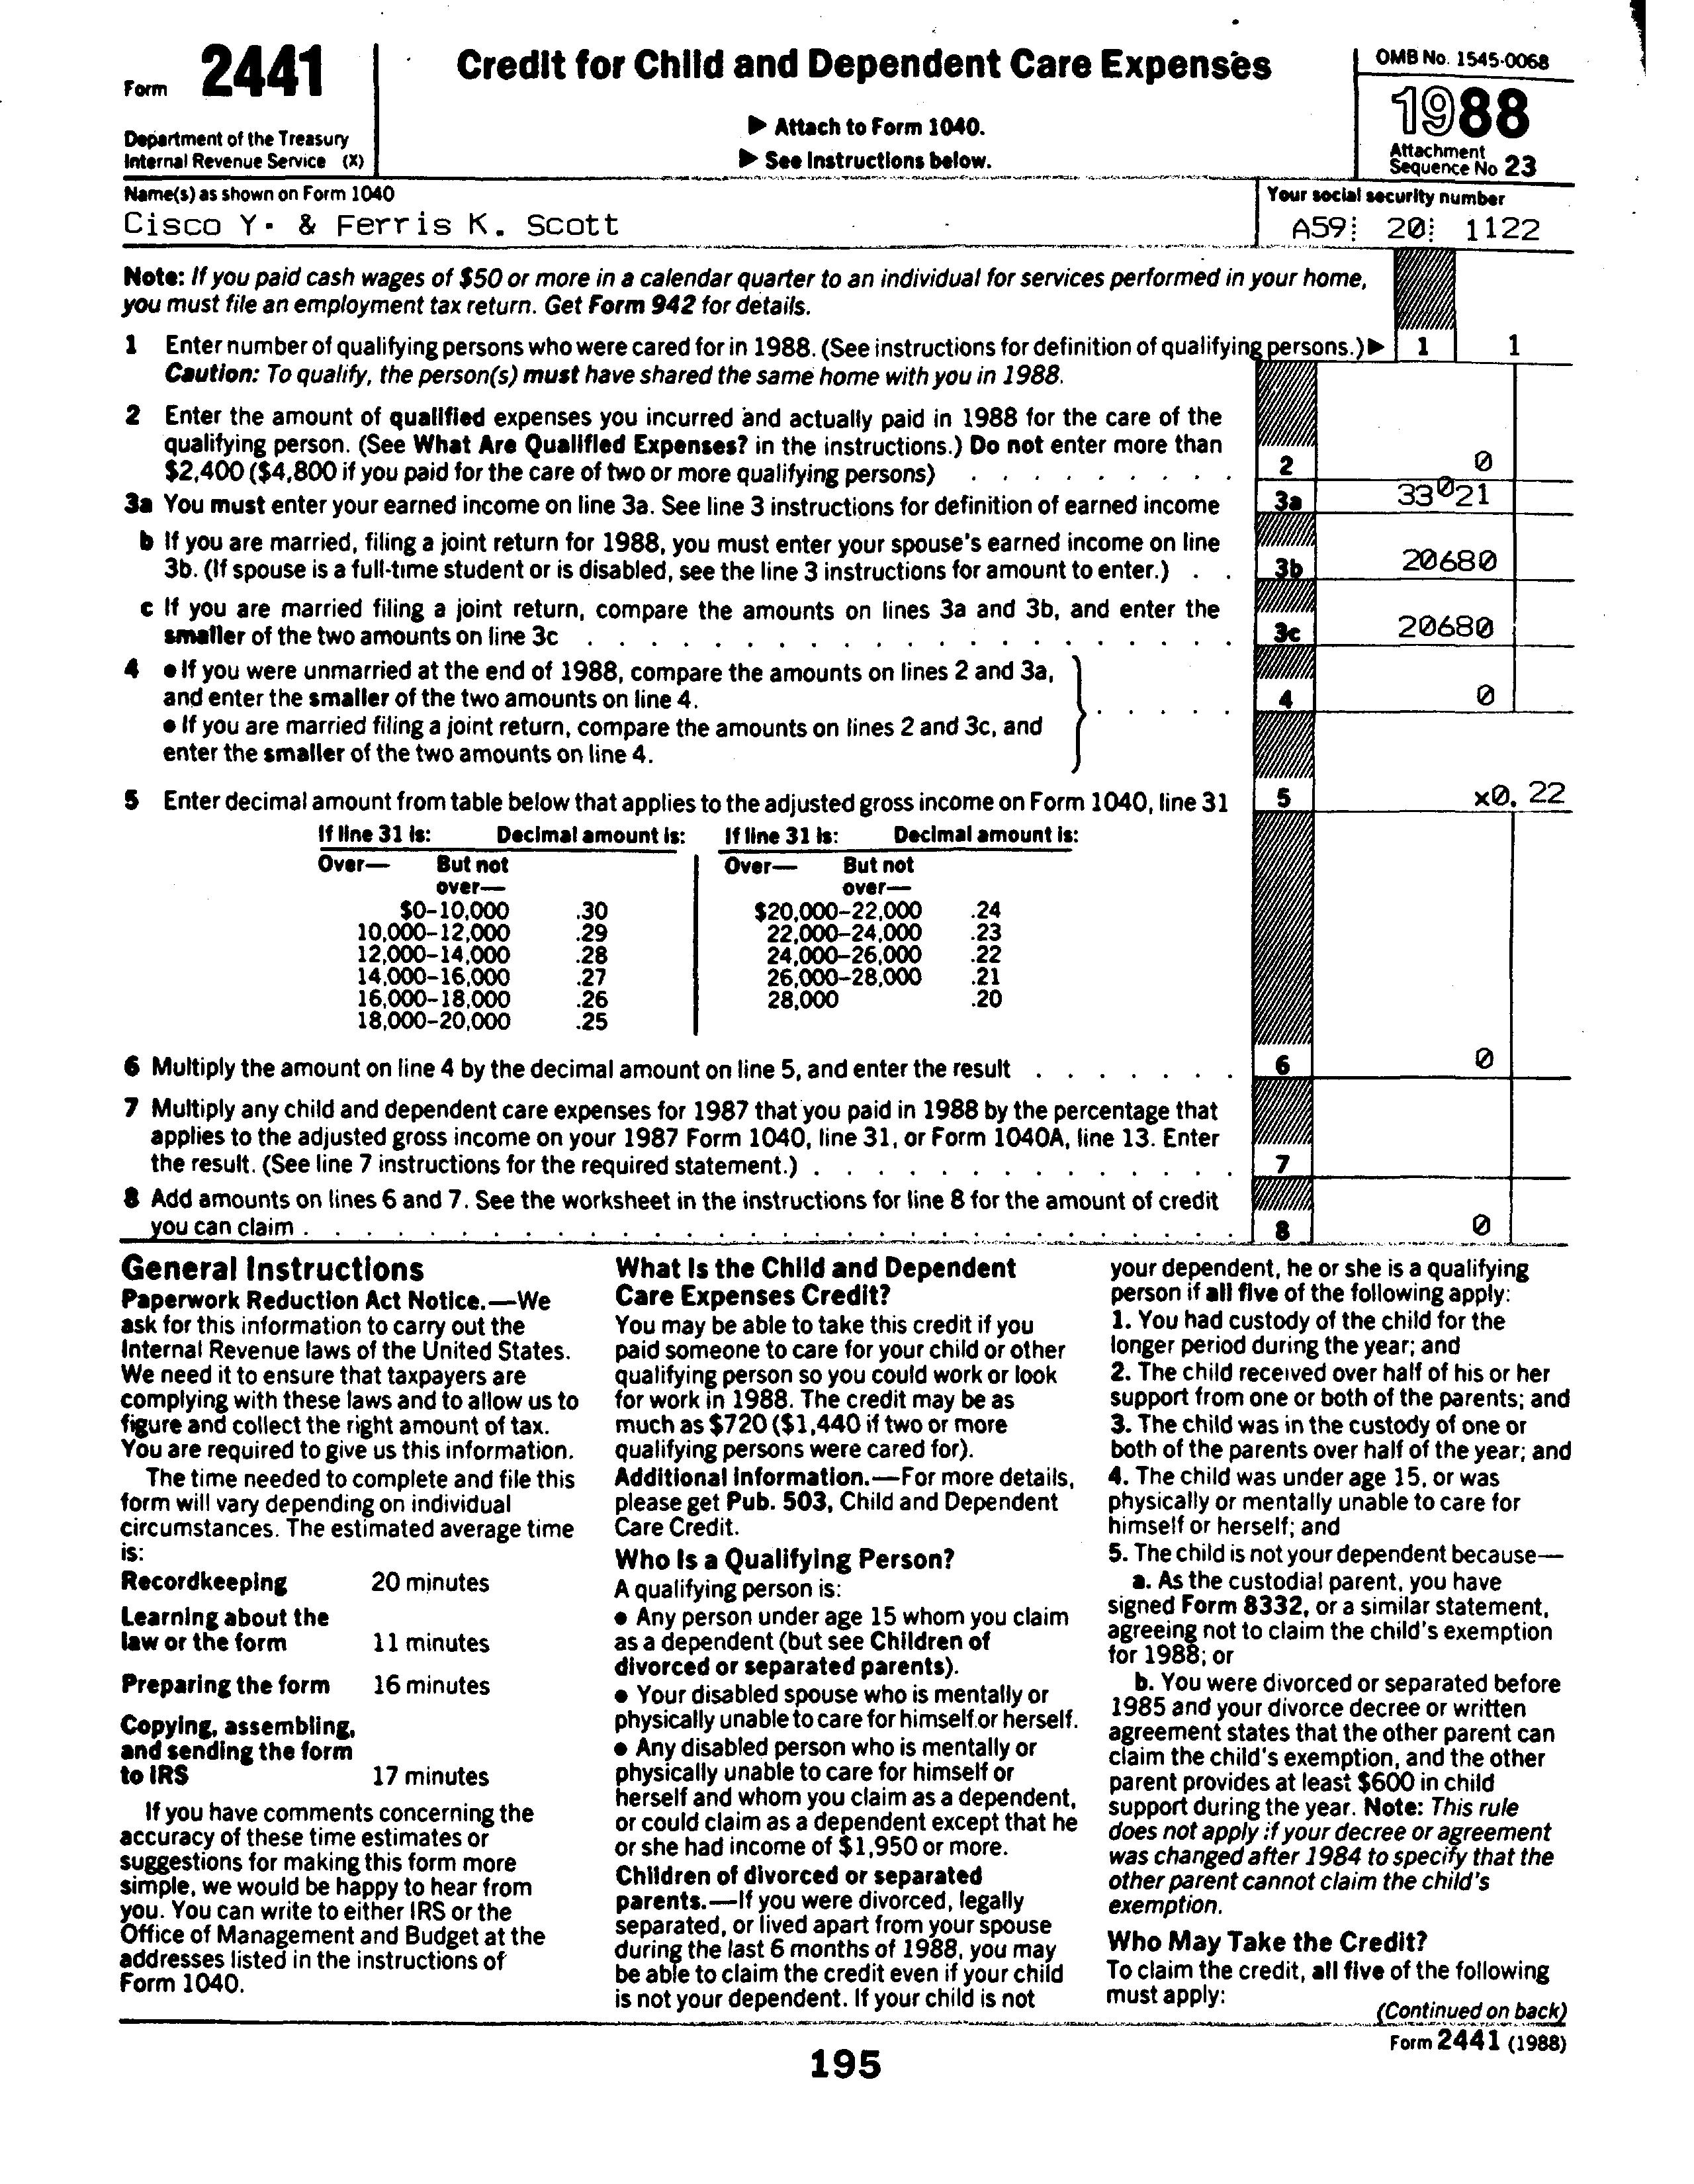 Form 2441
Department of the Treasury
Internal Revenue Service (X)
Credit for Child and Dependent Care Expenses
▶ Attach to Form 1040.
▶ See Instructions below.
OMB No. 1545-0068
1988
Attachment
Sequence No 23
Name(s) as shown on Form 1040
Cisco Y. & Ferris K. Scott
Your social security number
A59 20 1122
Note: If you paid cash wages of $50 or more in a calendar quarter to an individual for services performed in your home,
you must file an employment tax return. Get Form 942 for details.
1 Enter number of qualifying persons who were cared for in 1988. (See instructions for definition of qualifying persons.) ▶ 1 1
Caution: To qualify, the person(s) must have shared the same home with you in 1988.
2 Enter the amount of qualified expenses you incurred and actually paid in 1988 for the care of the
qualifying person. (See What Are Qualified Expenses? in the instructions.) Do not enter more than
$2,400 ($4,800 if you paid for the care of two or more qualifying persons) . . . . . . . . . 2 0
3a You must enter your earned income on line 3a. See line 3 instructions for definition of earned income 3a 33021
b If you are married, filing a joint return for 1988, you must enter your spouse's earned income on line
3b. (If spouse is a full-time student or is disabled, see the line 3 instructions for amount to enter.) . . 3b 20680
c If you are married filing a joint return, compare the amounts on lines 3a and 3b, and enter the
smaller of the two amounts on line 3c . . . . . . . . . . . . . . . . . . . . . 3c 20680
4 ● If you were unmarried at the end of 1988, compare the amounts on lines 2 and 3a,
and enter the smaller of the two amounts on line 4. . . . . . 4 0
● If you are married filing a joint return, compare the amounts on lines 2 and 3c, and
enter the smaller of the two amounts on line 4.
5 Enter decimal amount from table below that applies to the adjusted gross income on Form 1040, line 31 5 x0. 22
If line 31 is: Decimal amount is: If line 31 is: Decimal amount is:
Over— But not Over— But not
over— over—
$0–10,000 .30 $20,000–22,000 .24
10,000–12,000 .29 22,000–24,000 .23
12,000–14,000 .28 24,000–26,000 .22
14,000–16,000 .27 26,000–28,000 .21
16,000–18,000 .26 28,000 .20
18,000–20,000 .25
6 Multiply the amount on line 4 by the decimal amount on line 5, and enter the result . . . . . . . 6 0
7 Multiply any child and dependent care expenses for 1987 that you paid in 1988 by the percentage that
applies to the adjusted gross income on your 1987 Form 1040, line 31, or Form 1040A, line 13. Enter
the result. (See line 7 instructions for the required statement.) . . . . . . . . . . . . . . 7
8 Add amounts on lines 6 and 7. See the worksheet in the instructions for line 8 for the amount of credit
you can claim . . . . . . . . . . . . . . . . . . . . . . . . . . . . . . 8 0
General Instructions
Paperwork Reduction Act Notice.—We
ask for this information to carry out the
Internal Revenue laws of the United States.
We need it to ensure that taxpayers are
complying with these laws and to allow us to
figure and collect the right amount of tax.
You are required to give us this information.
The time needed to complete and file this
form will vary depending on individual
circumstances. The estimated average time
is:
Recordkeeping 20 minutes
Learning about the
law or the form 11 minutes
Preparing the form 16 minutes
Copying, assembling,
and sending the form
to IRS 17 minutes
If you have comments concerning the
accuracy of these time estimates or
suggestions for making this form more
simple, we would be happy to hear from
you. You can write to either IRS or the
Office of Management and Budget at the
addresses listed in the instructions of
Form 1040.
What Is the Child and Dependent
Care Expenses Credit?
You may be able to take this credit if you
paid someone to care for your child or other
qualifying person so you could work or look
for work in 1988. The credit may be as
much as $720 ($1,440 if two or more
qualifying persons were cared for).
Additional Information.—For more details,
please get Pub. 503, Child and Dependent
Care Credit.
Who Is a Qualifying Person?
A qualifying person is:
● Any person under age 15 whom you claim
as a dependent (but see Children of
divorced or separated parents).
● Your disabled spouse who is mentally or
physically unable to care for himself or herself.
● Any disabled person who is mentally or
physically unable to care for himself or
herself and whom you claim as a dependent,
or could claim as a dependent except that he
or she had income of $1,950 or more.
Children of divorced or separated
parents.—If you were divorced, legally
separated, or lived apart from your spouse
during the last 6 months of 1988, you may
be able to claim the credit even if your child
is not your dependent. If your child is not
your dependent, he or she is a qualifying
person if all five of the following apply:
1. You had custody of the child for the
longer period during the year; and
2. The child received over half of his or her
support from one or both of the parents; and
3. The child was in the custody of one or
both of the parents over half of the year; and
4. The child was under age 15, or was
physically or mentally unable to care for
himself or herself; and
5. The child is not your dependent because—
a. As the custodial parent, you have
signed Form 8332, or a similar statement,
agreeing not to claim the child's exemption
for 1988; or
b. You were divorced or separated before
1985 and your divorce decree or written
agreement states that the other parent can
claim the child's exemption, and the other
parent provides at least $600 in child
support during the year. Note: This rule
does not apply if your decree or agreement
was changed after 1984 to specify that the
other parent cannot claim the child's
exemption.
Who May Take the Credit?
To claim the credit, all five of the following
must apply:
(Continued on back)
Form 2441 (1988)
195